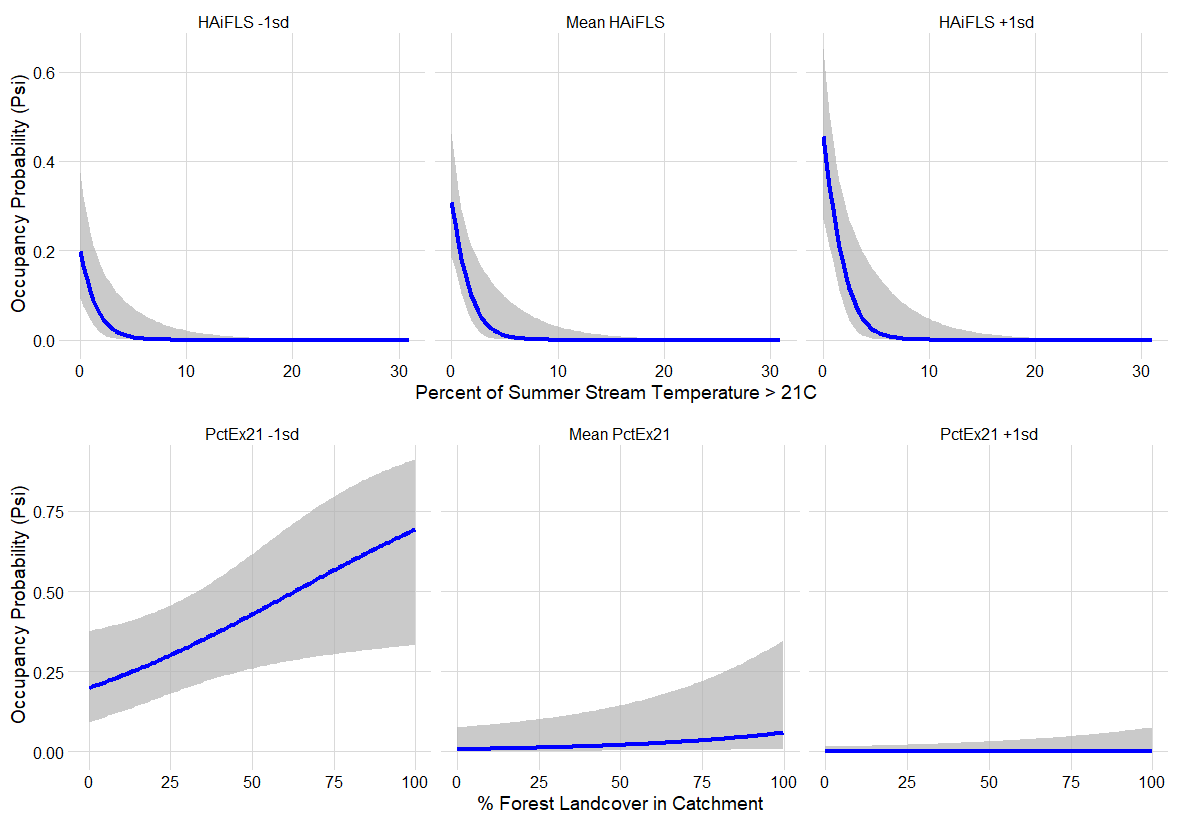 HAiFLS -1sd Mean HAiFLS HAiFLS +1sd
Occupancy Probability (Psi)
0.6
0.4
0.2
0.0
0 10 20 30 0 10 20 30 0 10 20 30
Percent of Summer Stream Temperature > 21C
PctEx21 -1sd Mean PctEx21 PctEx21 +1sd
Occupancy Probability (Psi)
0.75
0.50
0.25
0.00
0 25 50 75 100 0 25 50 75 100 0 25 50 75 100
% Forest Landcover in Catchment